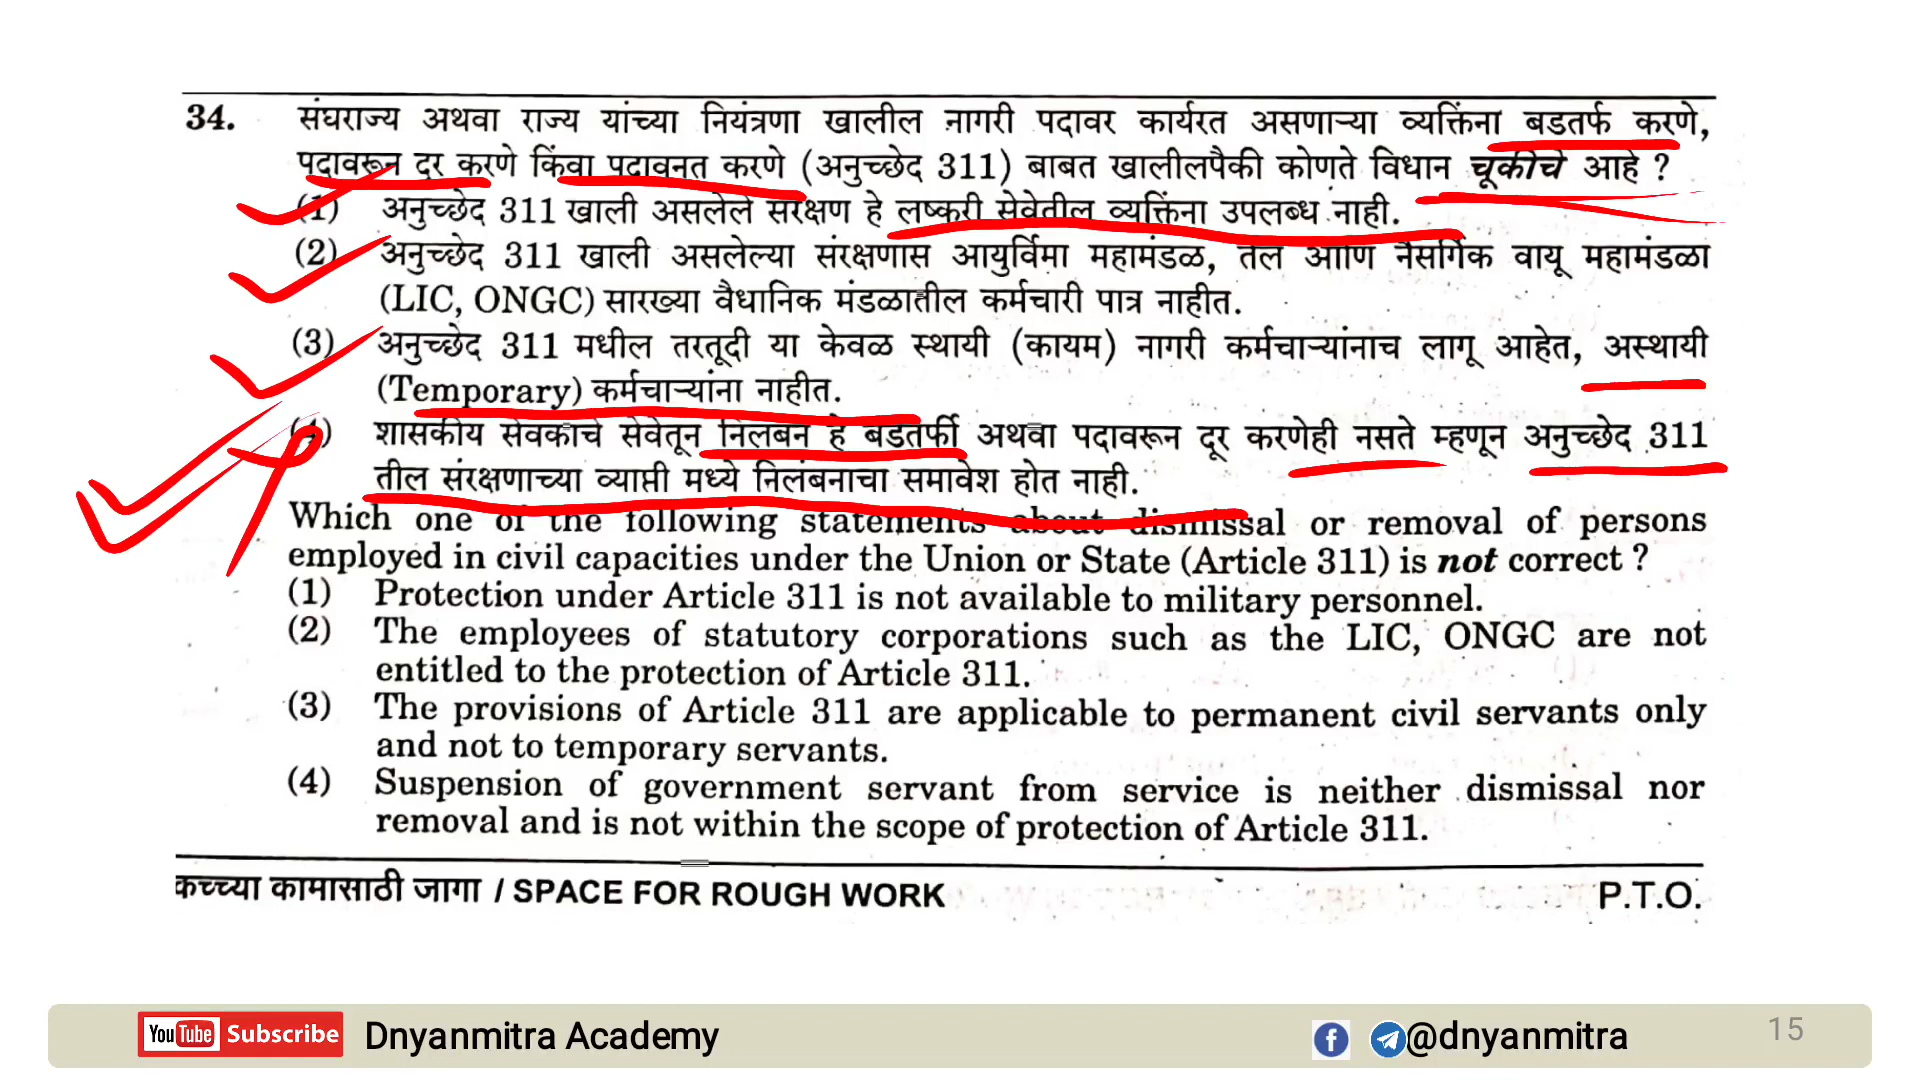 34. संघराज्य अथवा राज्य यांच्या नियंत्रणा खालील नागरी पदावर कार्यरत असणाऱ्या व्यक्तिंना बडतर्फ करणे,
पदावरून दूर करणे किंवा पदावनत करणे (अनुच्छेद 311) बाबत खालीलपैकी कोणते विधान चूकीचे आहे ?
(1) अनुच्छेद 311 खाली असलेले संरक्षण हे लष्करी सेवेतील व्यक्तिंना उपलब्ध नाही.
(2) अनुच्छेद 311 खाली असलेल्या संरक्षणास आयुर्विमा महामंडळ, तेल आणि नैसर्गिक वायू महामंडळा
(LIC, ONGC) सारख्या वैधानिक मंडळातील कर्मचारी पात्र नाहीत.
(3) अनुच्छेद 311 मधील तरतूदी या केवळ स्थायी (कायम) नागरी कर्मचाऱ्यांनाच लागू आहेत, अस्थायी
(Temporary) कर्मचाऱ्यांना नाहीत.
(4) शासकीय सेवकाचे सेवेतून निलंबन हे बडतर्फी अथवा पदावरून दूर करणेही नसते म्हणून अनुच्छेद 311
तील संरक्षणाच्या व्याप्ती मध्ये निलंबनाचा समावेश होत नाही.
Which one of the following statements about dismissal or removal of persons
employed in civil capacities under the Union or State (Article 311) is not correct ?
(1) Protection under Article 311 is not available to military personnel.
(2) The employees of statutory corporations such as the LIC, ONGC are not
entitled to the protection of Article 311.
(3) The provisions of Article 311 are applicable to permanent civil servants only
and not to temporary servants.
(4) Suspension of government servant from service is neither dismissal nor
removal and is not within the scope of protection of Article 311.
कच्च्या कामासाठी जागा / SPACE FOR ROUGH WORK P.T.O.
YouTube Subscribe Dnyanmitra Academy @dnyanmitra 15